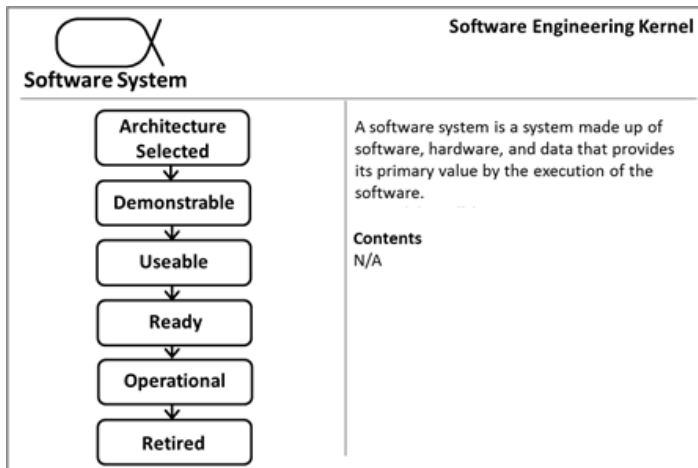 Software Engineering Kernel
Software System
Architecture
Selected
Demonstrable
Useable
Ready
Operational
Retired
A software system is a system made up of
software, hardware, and data that provides
its primary value by the execution of the
software.
Contents
N/A